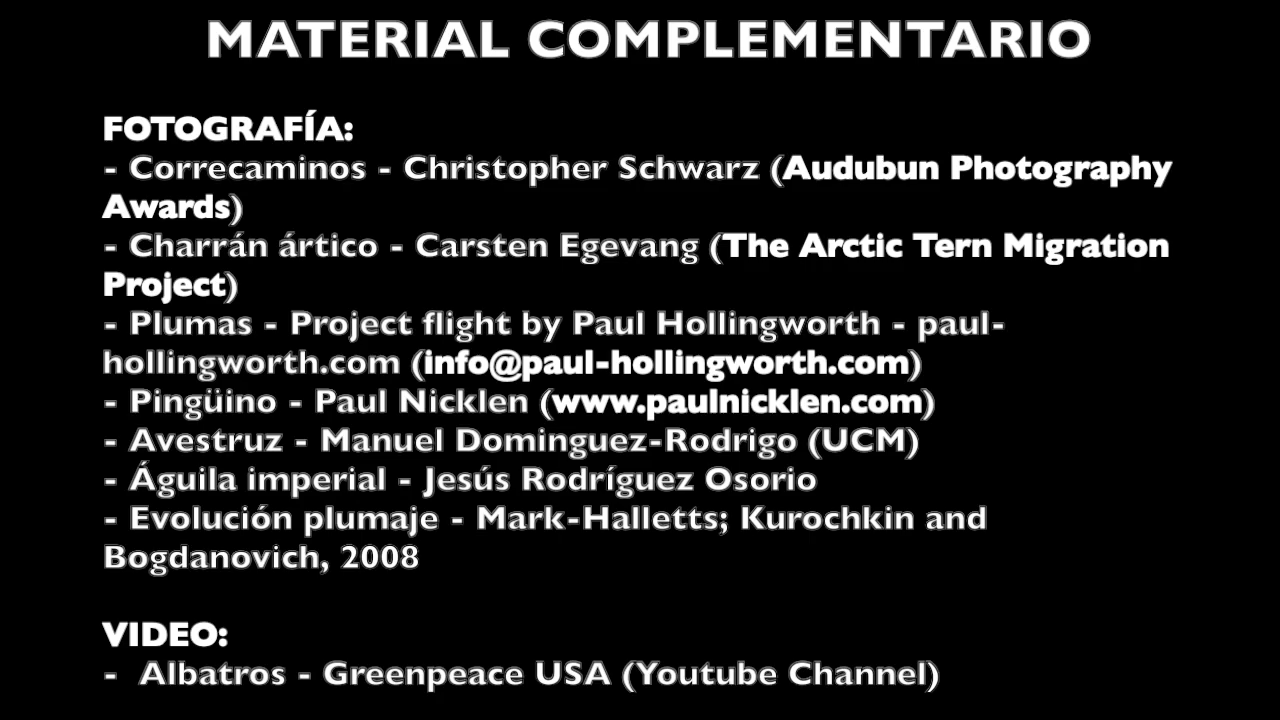 MATERIAL COMPLEMENTARIO
FOTOGRAFÍA:
- Correcaminos - Christopher Schwarz (Audubun Photography
Awards)
- Charrán ártico - Carsten Egevang (The Arctic Tern Migration
Project)
- Plumas - Project flight by Paul Hollingworth - paul-
hollingworth.com (info@paul-hollingworth.com)
- Pingüino - Paul Nicklen (www.paulnicklen.com)
- Avestruz - Manuel Dominguez-Rodrigo (UCM)
- Águila imperial - Jesús Rodríguez Osorio
- Evolución plumaje - Mark-Halletts; Kurochkin and
Bogdanovich, 2008
VIDEO:
- Albatros - Greenpeace USA (Youtube Channel)